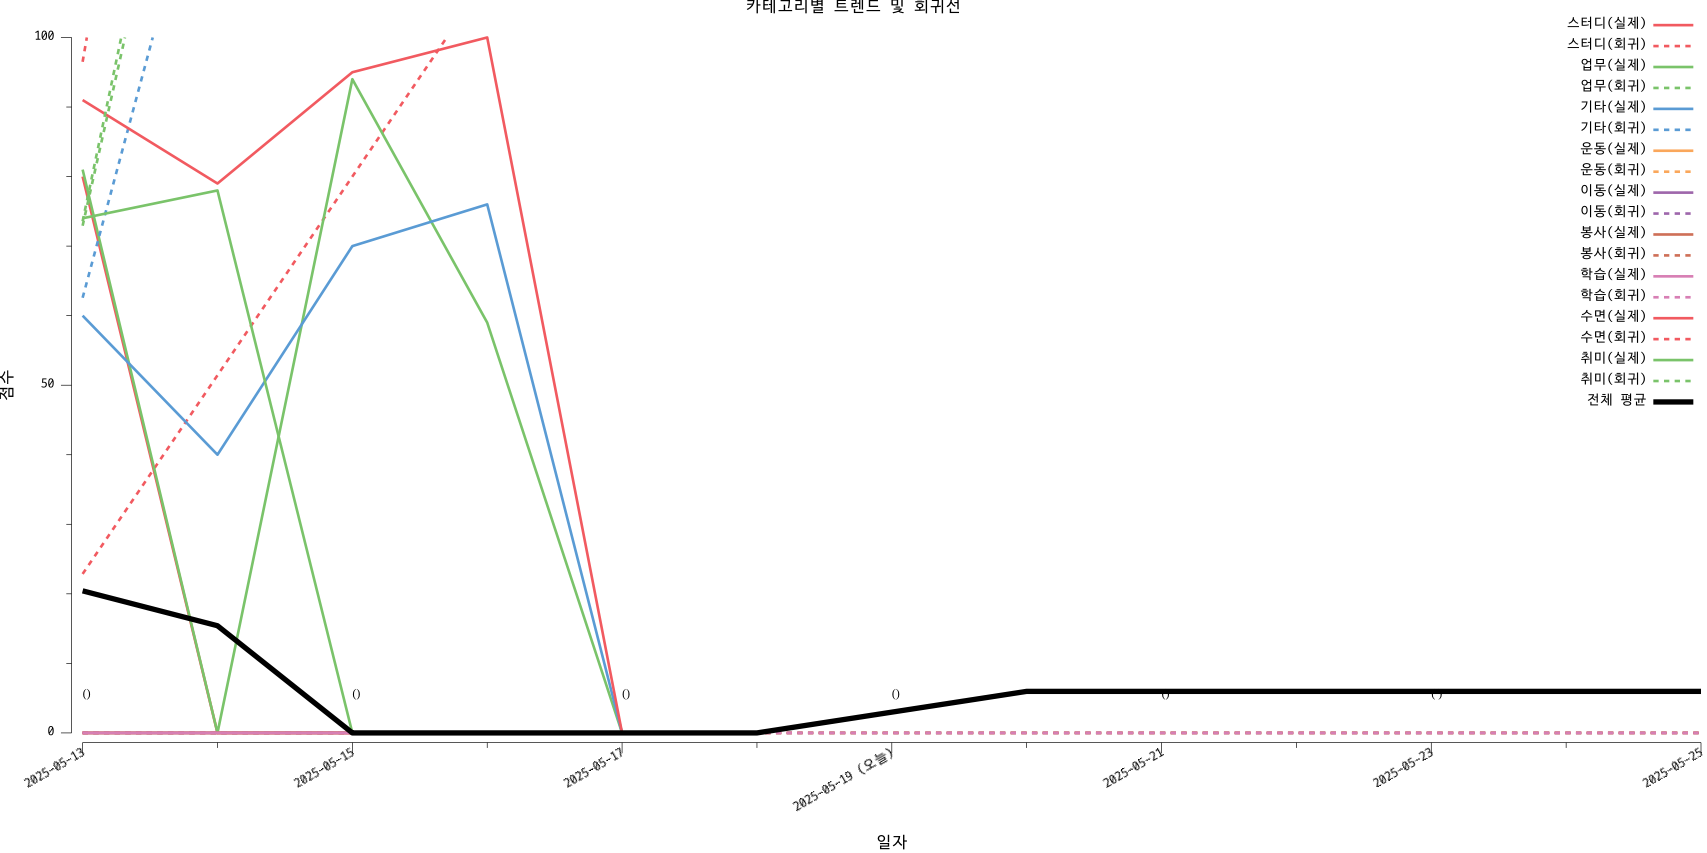 카테고리별 트렌드 및 회귀선
스터디(실제)
스터디(회귀)
업무(실제)
업무(회귀)
기타(실제)
기타(회귀)
운동(실제)
운동(회귀)
이동(실제)
이동(회귀)
봉사(실제)
봉사(회귀)
학습(실제)
학습(회귀)
수면(실제)
수면(회귀)
취미(실제)
취미(회귀)
전체 평균
100
50
0
점수
() () () () () ()
2025-05-13 2025-05-15 2025-05-17 2025-05-19 (오늘) 2025-05-21 2025-05-23 2025-05-25
일자